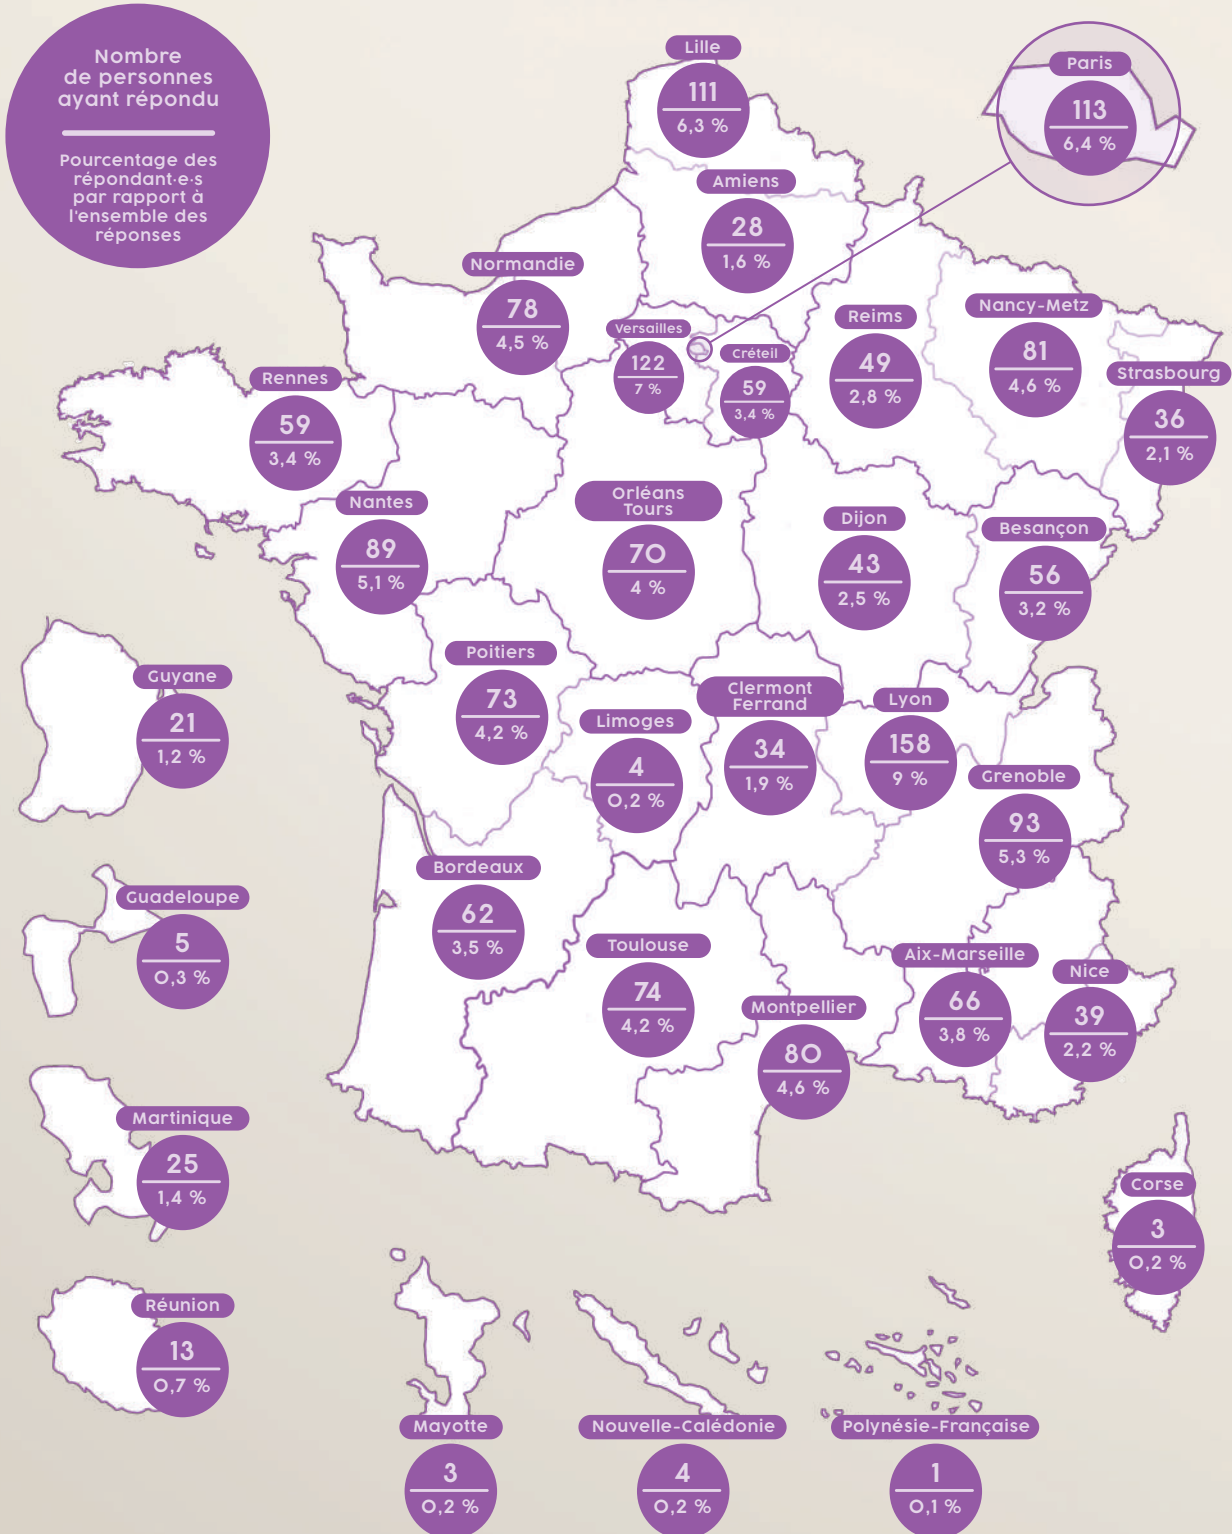 Nombre
de personnes
ayant répondu
Pourcentage des
répondant·e·s
par rapport à
l'ensemble des
réponses
Lille
111
6,3 %
Paris
113
6,4 %
Amiens
28
1,6 %
Normandie
78
4,5 %
Versailles
122
7 %
Créteil
59
3,4 %
Reims
49
2,8 %
Nancy-Metz
81
4,6 %
Strasbourg
36
2,1 %
Rennes
59
3,4 %
Nantes
89
5,1 %
Orléans
Tours
70
4 %
Dijon
43
2,5 %
Besançon
56
3,2 %
Guyane
21
1,2 %
Poitiers
73
4,2 %
Limoges
4
0,2 %
Clermont
Ferrand
34
1,9 %
Lyon
158
9 %
Grenoble
93
5,3 %
Guadeloupe
5
0,3 %
Bordeaux
62
3,5 %
Toulouse
74
4,2 %
Montpellier
80
4,6 %
Aix-Marseille
66
3,8 %
Nice
39
2,2 %
Martinique
25
1,4 %
Corse
3
0,2 %
Réunion
13
0,7 %
Mayotte
3
0,2 %
Nouvelle-Calédonie
4
0,2 %
Polynésie-Française
1
0,1 %